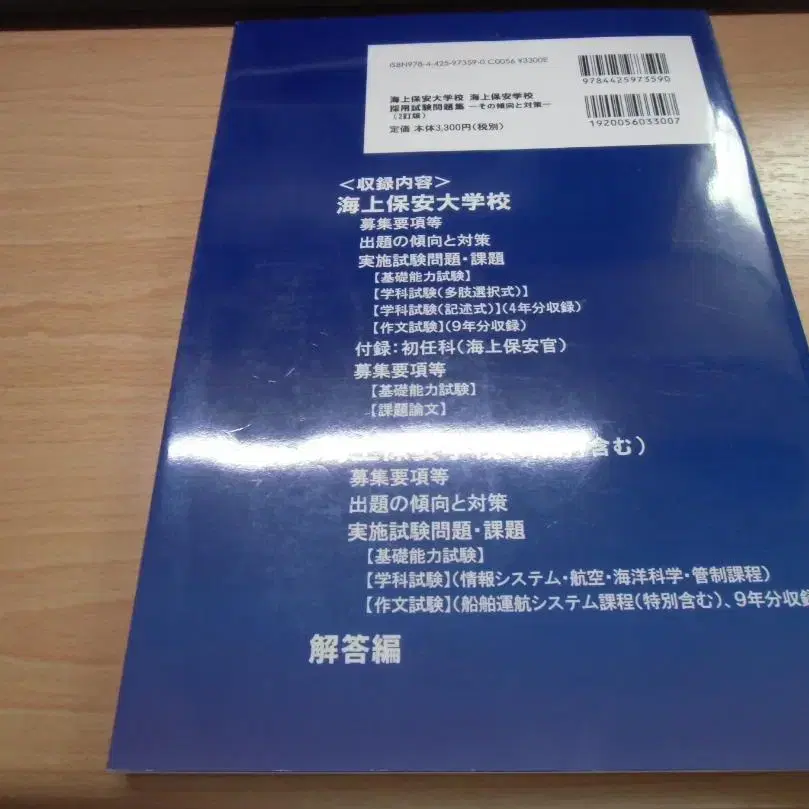 ISBN978-4-425-97359-0 C0056 ¥3300E
9784425973590
海上保安大学校 海上保安学校
採用試験問題集 ―その傾向と対策―
（2訂版）
1920056033007
定価 本体3,300円（税別）
＜収録内容＞
海上保安大学校
募集要項等
出題の傾向と対策
実施試験問題・課題
【基礎能力試験】
【学科試験（多肢選択式）】
【学科試験（記述式）】（4年分収録）
【作文試験】（9年分収録）
付録：初任科（海上保安官）
募集要項等
【基礎能力試験】
【課題論文】
含む）
募集要項等
出題の傾向と対策
実施試験問題・課題
【基礎能力試験】
【学科試験】（情報システム・航空・海洋科学・管制課程）
【作文試験】（船舶運航システム課程（特別含む）、9年分収録
解答編